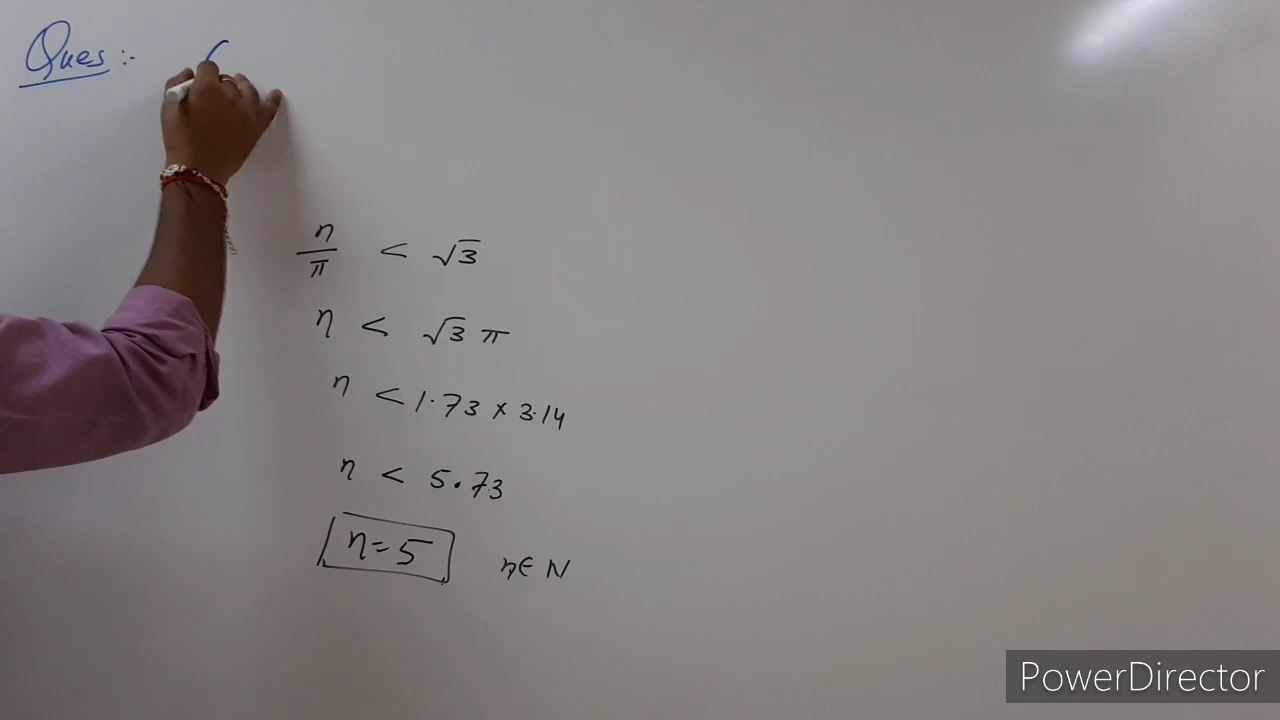 Ques :-
n/π < √3
n < √3 π
n < 1.73 × 3.14
n < 5.73
n = 5 n ∈ N
PowerDirector